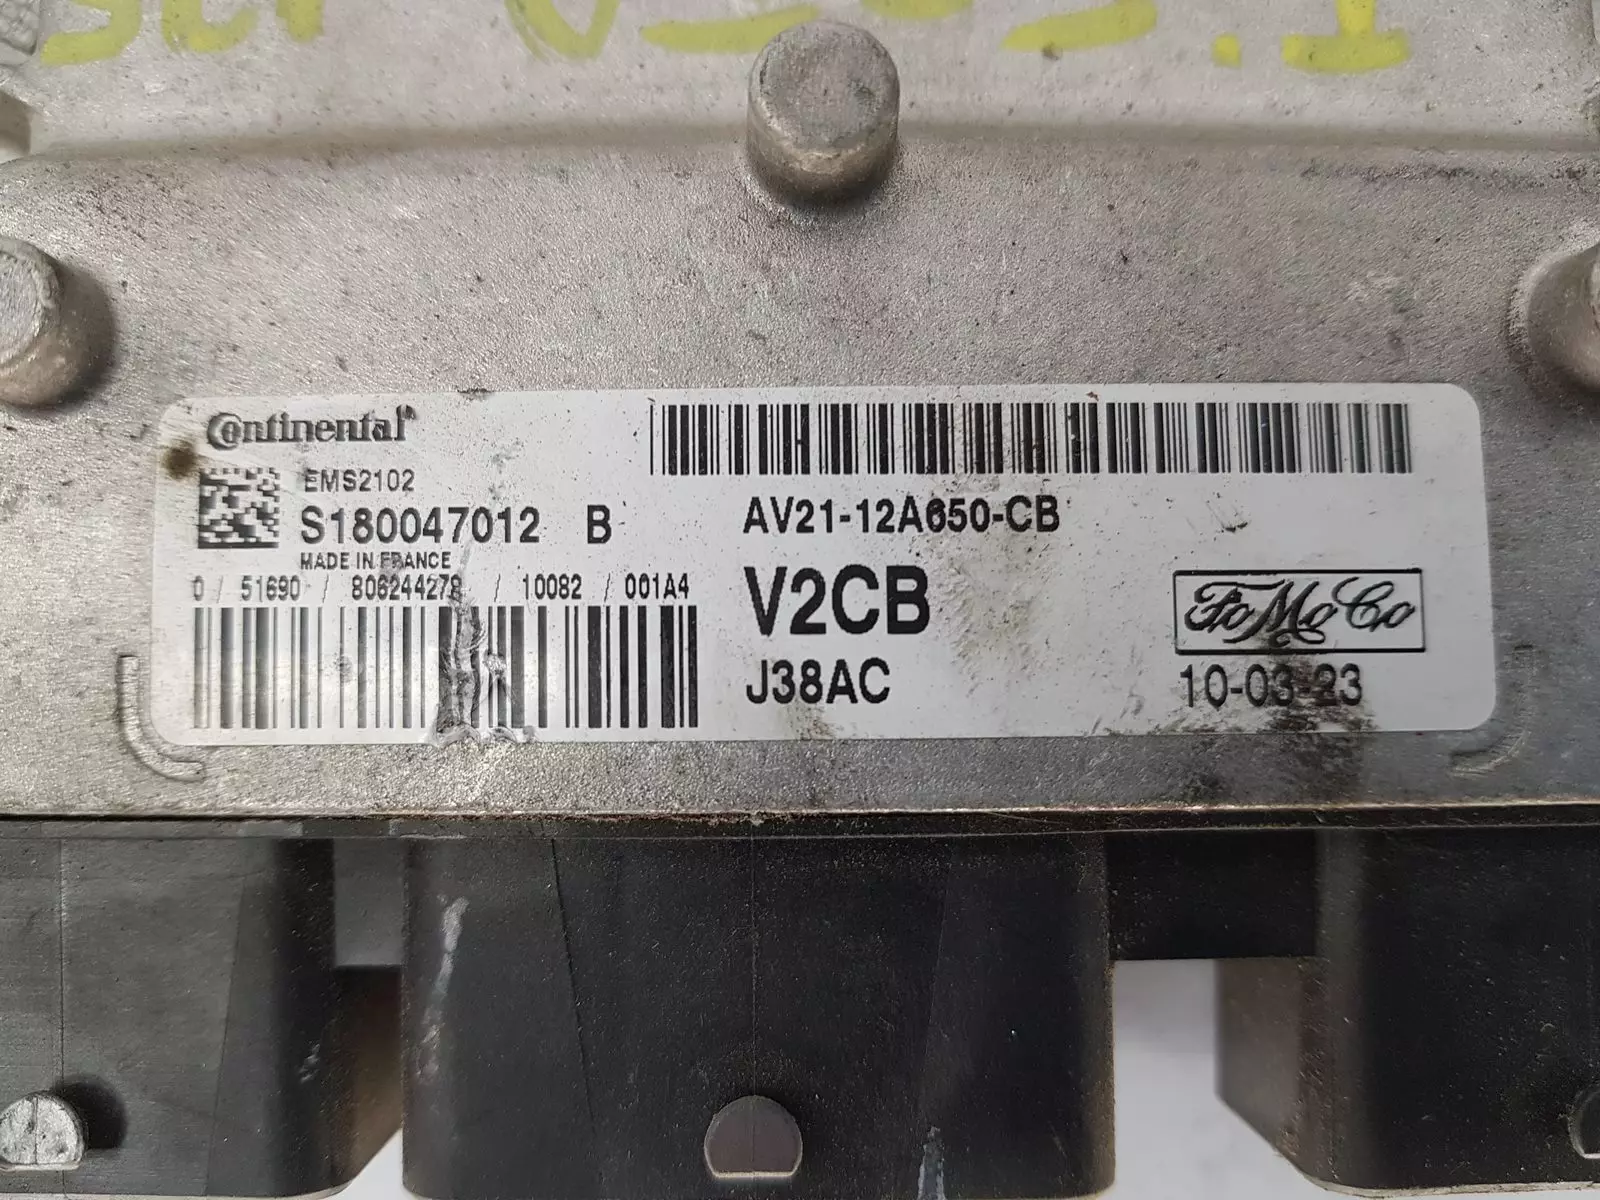 Continental
EMS2102
S180047012 B
MADE IN FRANCE
0 / 51690 / 806244278 / 10082 / 001A4
AV21-12A650-CB
V2CB
J38AC
FoMoCo
10-03-23